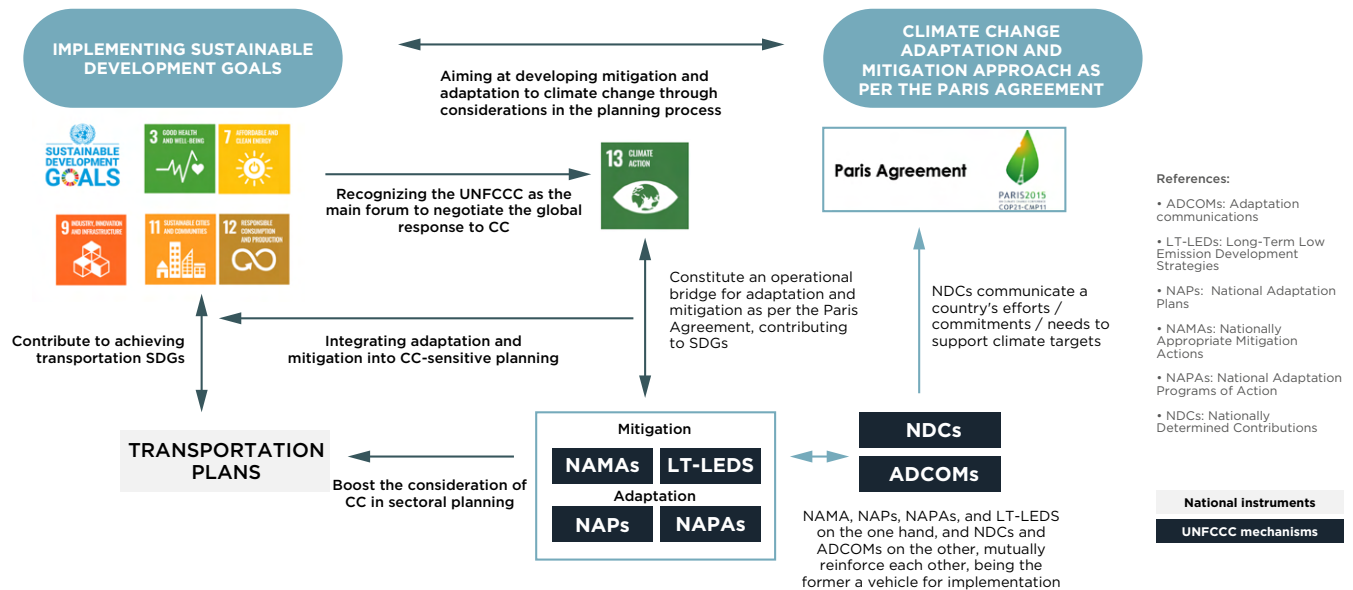 IMPLEMENTING SUSTAINABLE
DEVELOPMENT GOALS
Aiming at developing mitigation and
adaptation to climate change through
considerations in the planning process
CLIMATE CHANGE
ADAPTATION AND
MITIGATION APPROACH AS
PER THE PARIS AGREEMENT
SUSTAINABLE
DEVELOPMENT
GOALS
3 GOOD HEALTH
AND WELL-BEING
7 AFFORDABLE AND
CLEAN ENERGY
9 INDUSTRY, INNOVATION
AND INFRASTRUCTURE
11 SUSTAINABLE CITIES
AND COMMUNITIES
12 RESPONSIBLE
CONSUMPTION
AND PRODUCTION
Recognizing the UNFCCC as the
main forum to negotiate the global
response to CC
13 CLIMATE
ACTION
Paris Agreement
PARIS2015
COP21-CMP11
Contribute to achieving
transportation SDGs
Integrating adaptation and
mitigation into CC-sensitive planning
Constitute an operational
bridge for adaptation and
mitigation as per the Paris
Agreement, contributing
to SDGs
NDCs communicate a
country's efforts /
commitments / needs to
support climate targets
TRANSPORTATION
PLANS
Boost the consideration of
CC in sectoral planning
Mitigation
NAMAs
LT-LEDS
Adaptation
NAPs
NAPAs
NDCs
ADCOMs
NAMA, NAPs, NAPAs, and LT-LEDS
on the one hand, and NDCs and
ADCOMs on the other, mutually
reinforce each other, being the
former a vehicle for implementation
References:
• ADCOMs: Adaptation
communications
• LT-LEDs: Long-Term Low
Emission Development
Strategies
• NAPs: National Adaptation
Plans
• NAMAs: Nationally
Appropriate Mitigation
Actions
• NAPAs: National Adaptation
Programs of Action
• NDCs: Nationally
Determined Contributions
National instruments
UNFCCC mechanisms